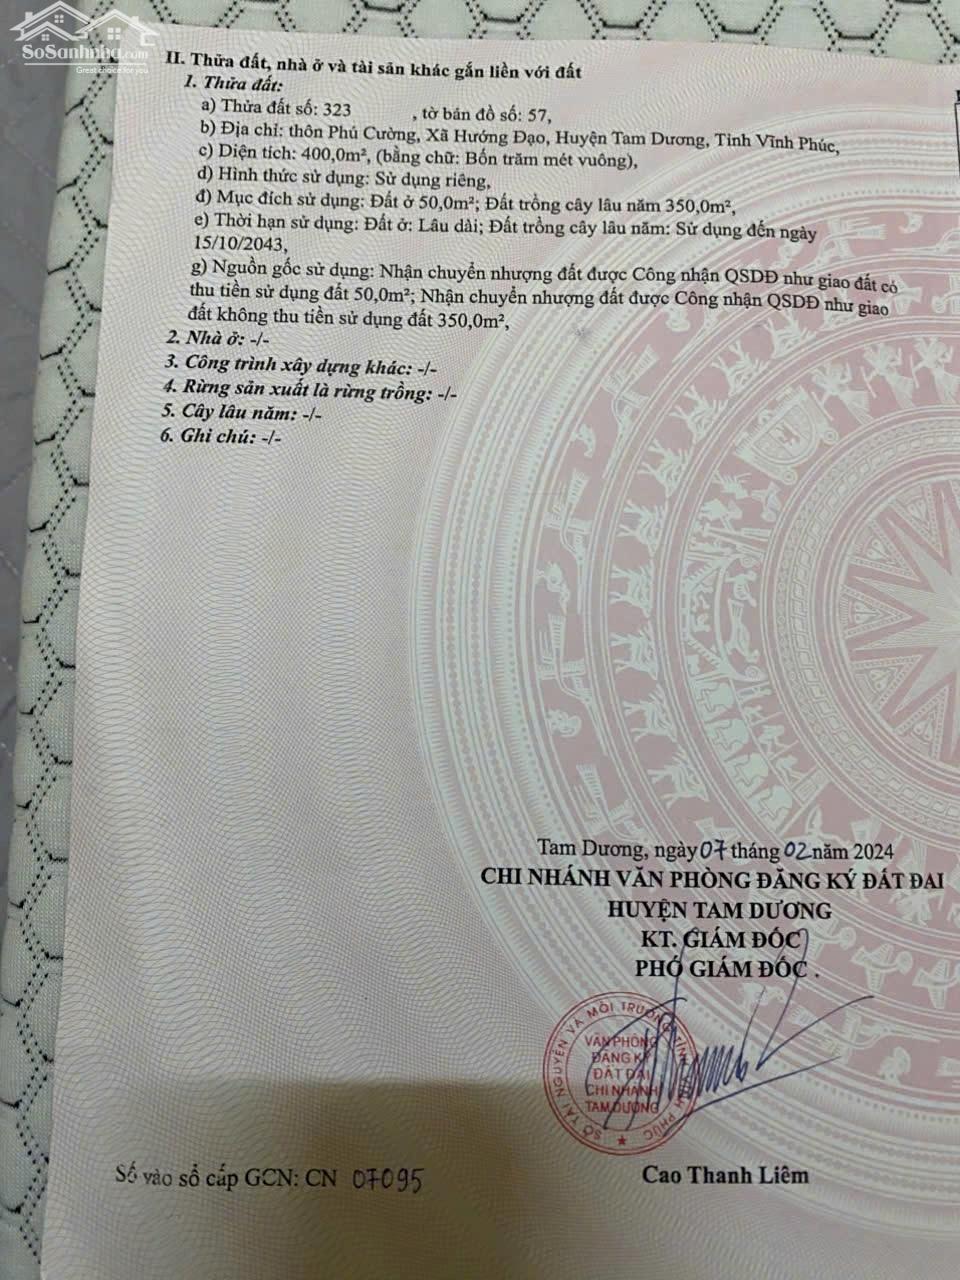 SoSanhnha.com
Great choice for you
II. Thửa đất, nhà ở và tài sản khác gắn liền với đất
1. Thửa đất:
a) Thửa đất số: 323 , tờ bản đồ số: 57,
b) Địa chỉ: thôn Phú Cường, Xã Hướng Đạo, Huyện Tam Dương, Tỉnh Vĩnh Phúc,
c) Diện tích: 400,0m², (bằng chữ: Bốn trăm mét vuông),
d) Hình thức sử dụng: Sử dụng riêng,
đ) Mục đích sử dụng: Đất ở 50,0m²; Đất trồng cây lâu năm 350,0m²,
e) Thời hạn sử dụng: Đất ở: Lâu dài; Đất trồng cây lâu năm: Sử dụng đến ngày
15/10/2043,
g) Nguồn gốc sử dụng: Nhận chuyển nhượng đất được Công nhận QSDĐ như giao đất có
thu tiền sử dụng đất 50,0m²; Nhận chuyển nhượng đất được Công nhận QSDĐ như giao
đất không thu tiền sử dụng đất 350,0m²,
2. Nhà ở: -/-
3. Công trình xây dựng khác: -/-
4. Rừng sản xuất là rừng trồng: -/-
5. Cây lâu năm: -/-
6. Ghi chú: -/-
Tam Dương, ngày 07 tháng 02 năm 2024
CHI NHÁNH VĂN PHÒNG ĐĂNG KÝ ĐẤT ĐAI
HUYỆN TAM DƯƠNG
KT. GIÁM ĐỐC
PHÓ GIÁM ĐỐC.
SỞ TÀI NGUYÊN VÀ MÔI TRƯỜNG TỈNH VĨNH PHÚC
VĂN PHÒNG
ĐĂNG KÝ
ĐẤT ĐAI
CHI NHÁNH
TAM DƯƠNG
Cao Thanh Liêm
Số vào sổ cấp GCN: CN 07095